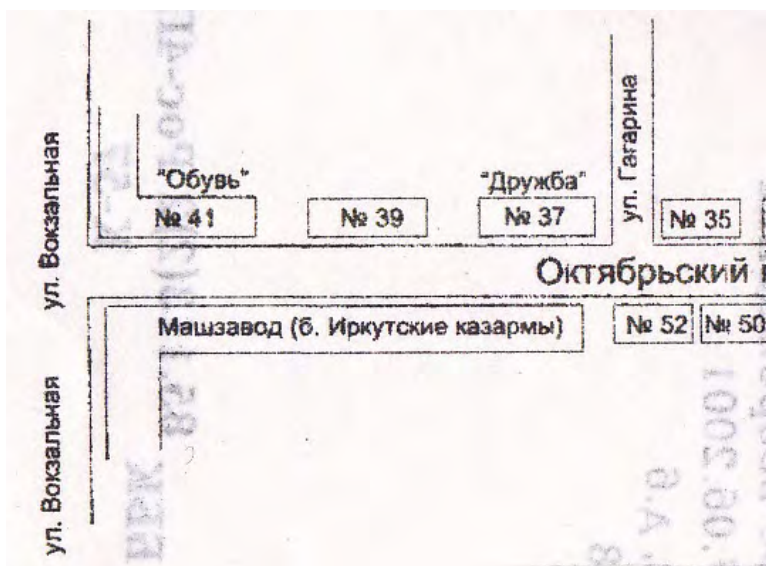 ул. Вокзальная
"Обувь"
№ 41
№ 39
"Дружба"
№ 37
ул. Гагарина
№ 35
Октябрьский
Машзавод (б. Иркутские казармы)
№ 52
№ 50
ул. Вокзальная